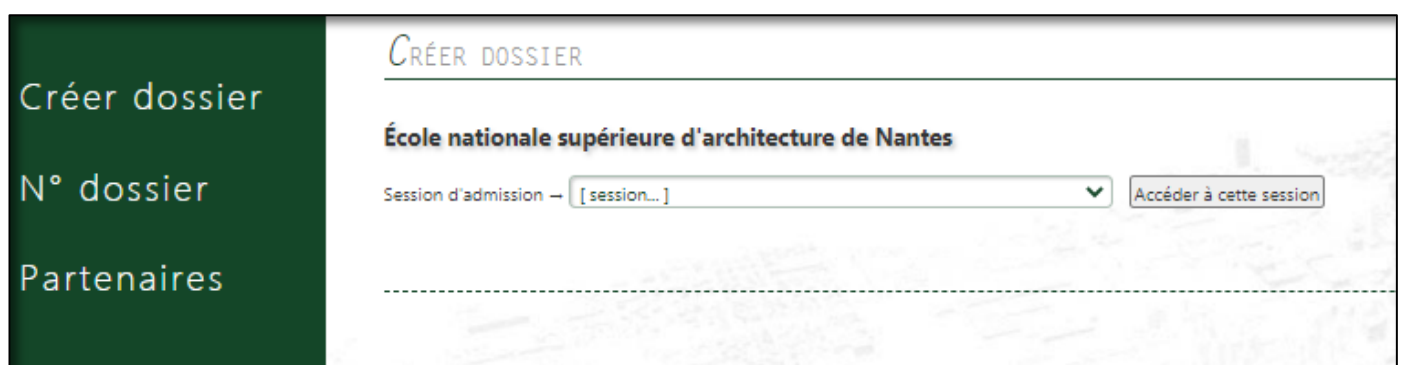 Créer dossier
N° dossier
Partenaires
CRÉER DOSSIER
École nationale supérieure d'architecture de Nantes
Session d'admission → [ session... ] Accéder à cette session